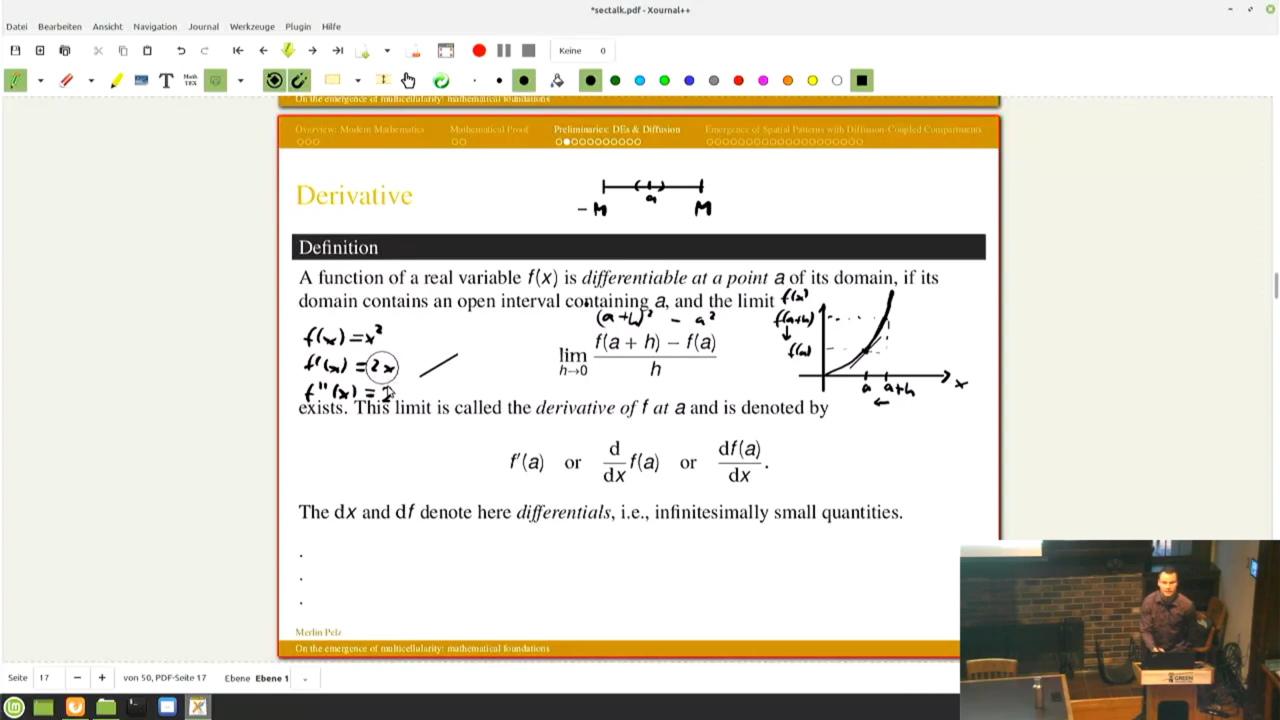 *sectalk.pdf - Xournal++
Datei Bearbeiten Ansicht Navigation Journal Werkzeuge Plugin Hilfe
Keine 0
T Math TEX
On the emergence of multicellularity: mathematical foundations
Overview: Modern Mathematics Mathematical Proof Preliminaries: DEs & Diffusion Emergence of Spatial Patterns with Diffusion-Coupled Compartments
Derivative
a
-M M
Definition
A function of a real variable f(x) is differentiable at a point a of its domain, if its
domain contains an open interval containing a, and the limit
f(x)
(a+h)² - a²
f(a+h)
f(x) = x²
lim h→0 f(a + h) − f(a) / h
f(a)
f'(x) = 2x
f''(x) = 2
a a+h x
exists. This limit is called the derivative of f at a and is denoted by
f′(a) or d/dx f(a) or df(a)/dx.
The dx and df denote here differentials, i.e., infinitesimally small quantities.
.
.
.
Merlin Pelz
On the emergence of multicellularity: mathematical foundations
GREEN
Seite 17 von 50, PDF-Seite 17 Ebene Ebene 1